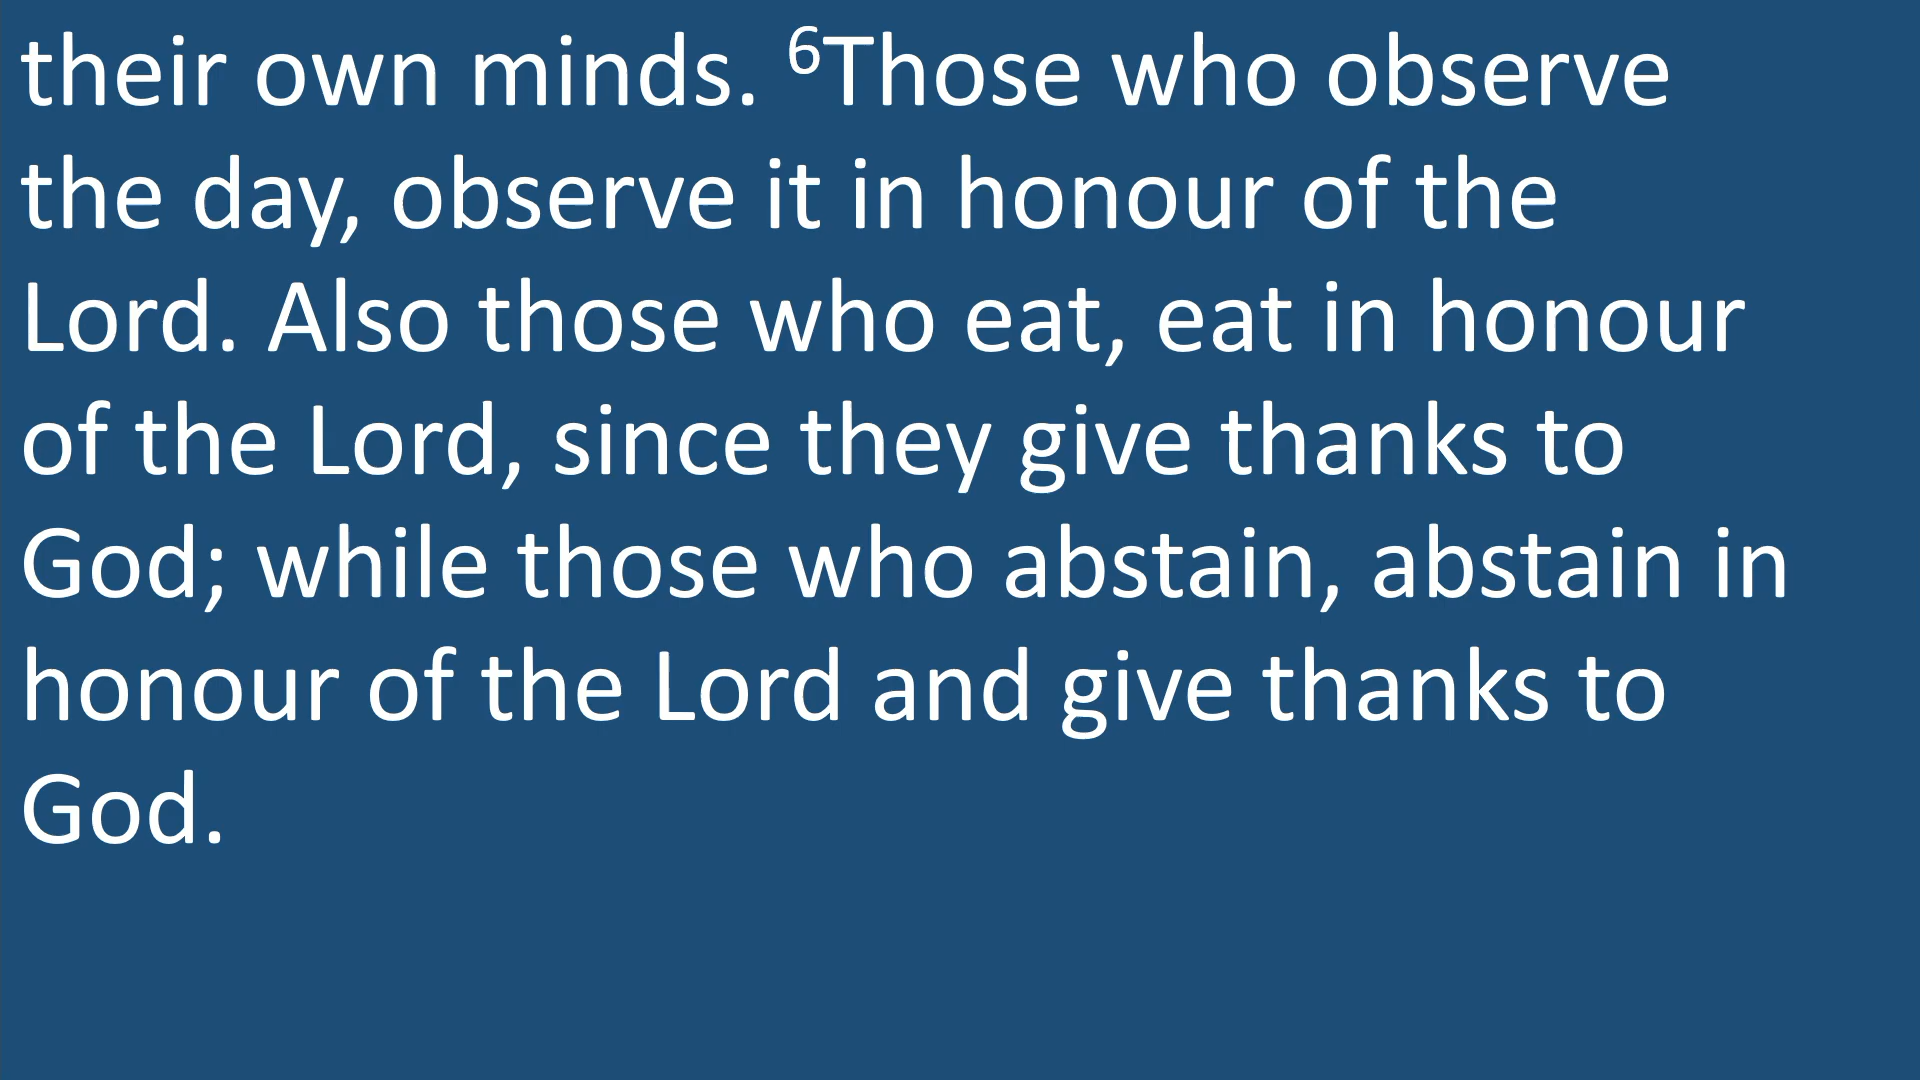 their own minds. ⁶Those who observe
the day, observe it in honour of the
Lord. Also those who eat, eat in honour
of the Lord, since they give thanks to
God; while those who abstain, abstain in
honour of the Lord and give thanks to
God.